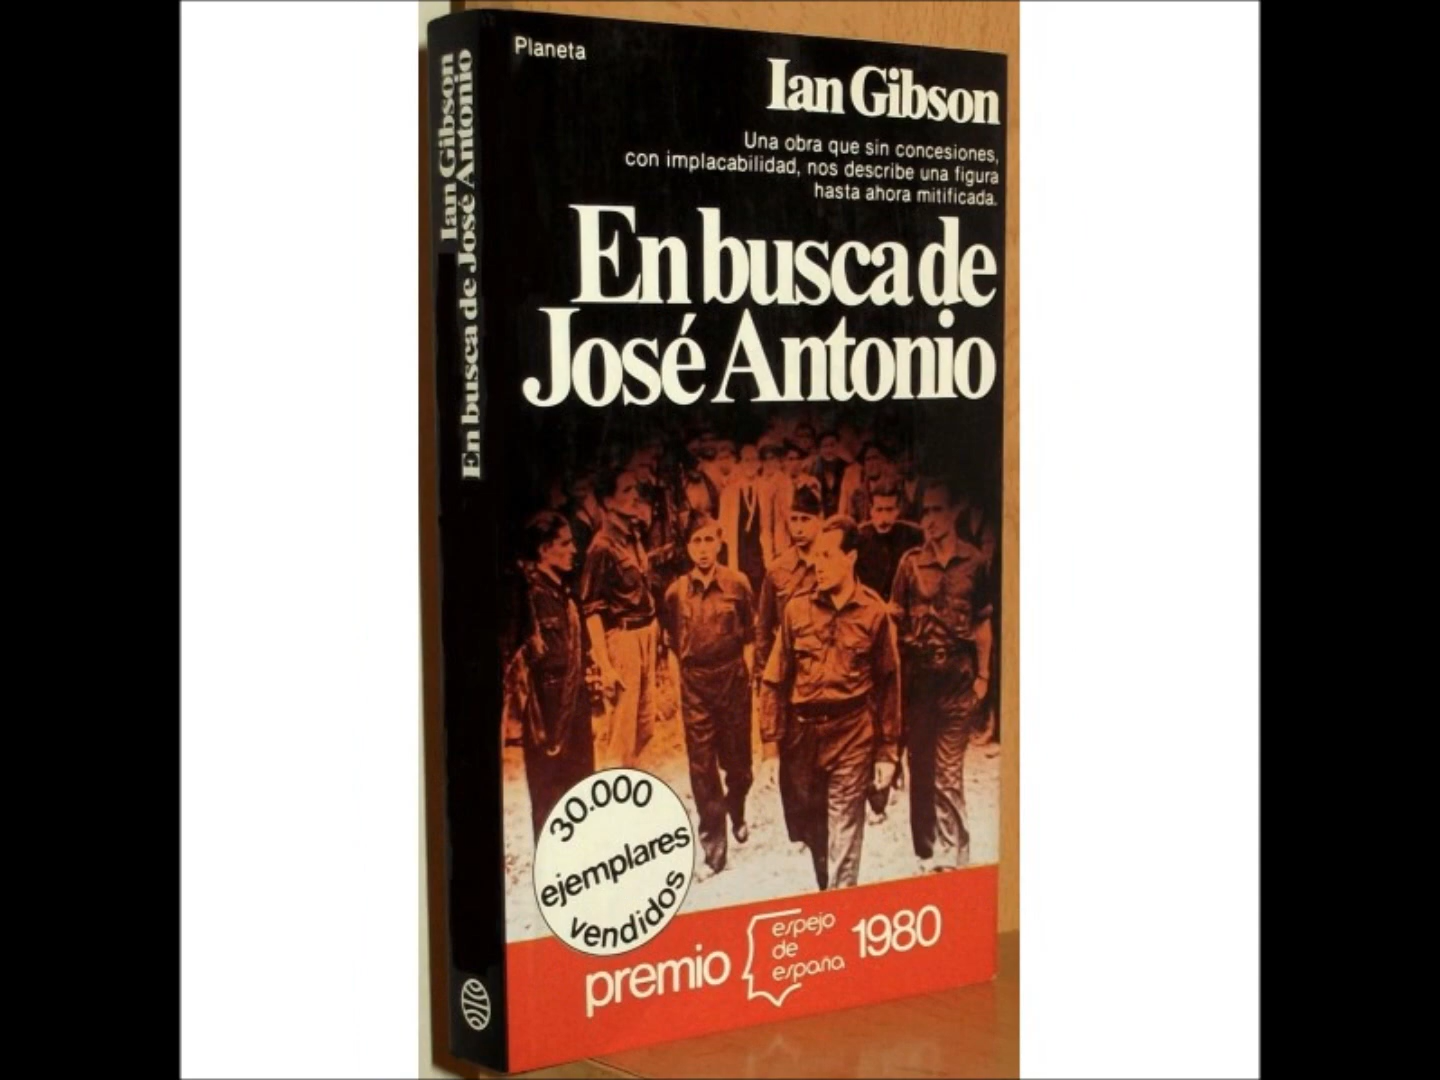 Ian Gibson
En busca de José Antonio
Planeta
Ian Gibson
Una obra que sin concesiones,
con implacabilidad, nos describe una figura
hasta ahora mitificada.
En busca de
José Antonio
30.000
ejemplares
vendidos
premio
espejo
de
españa
1980